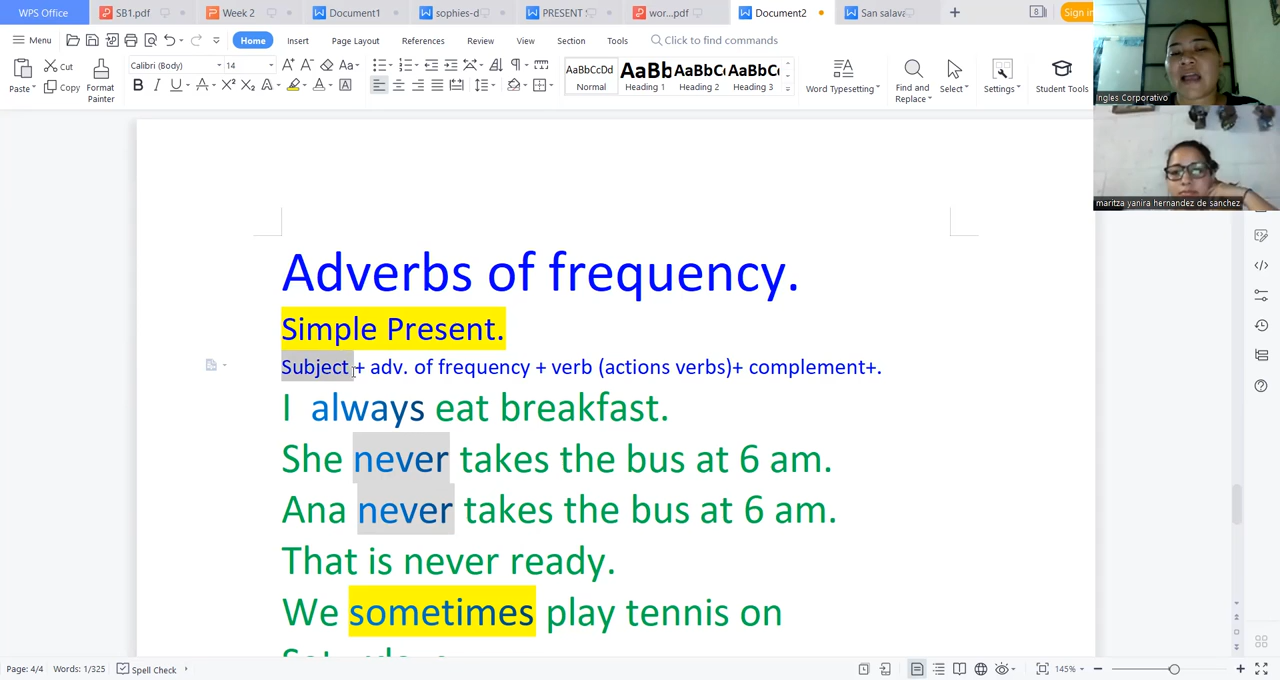 WPS Office SB1.pdf Week 2 Document1 sophies-d PRESENT S wor...pdf Document2 San salava + Sign in
Menu Home Insert Page Layout References Review View Section Tools Click to find commands
Paste Cut Copy Format Painter Calibri (Body) 14 AaBbCcDd Normal AaBb Heading 1 AaBbCc Heading 2 AaBbCc Heading 3 Word Typesetting Find and Replace Select Settings Student Tools
Ingles Corporativo
maritza yanira hernandez de sanchez
Adverbs of frequency.
Simple Present.
Subject + adv. of frequency + verb (actions verbs)+ complement+.
I always eat breakfast.
She never takes the bus at 6 am.
Ana never takes the bus at 6 am.
That is never ready.
We sometimes play tennis on
Page: 4/4 Words: 1/325 Spell Check 145%